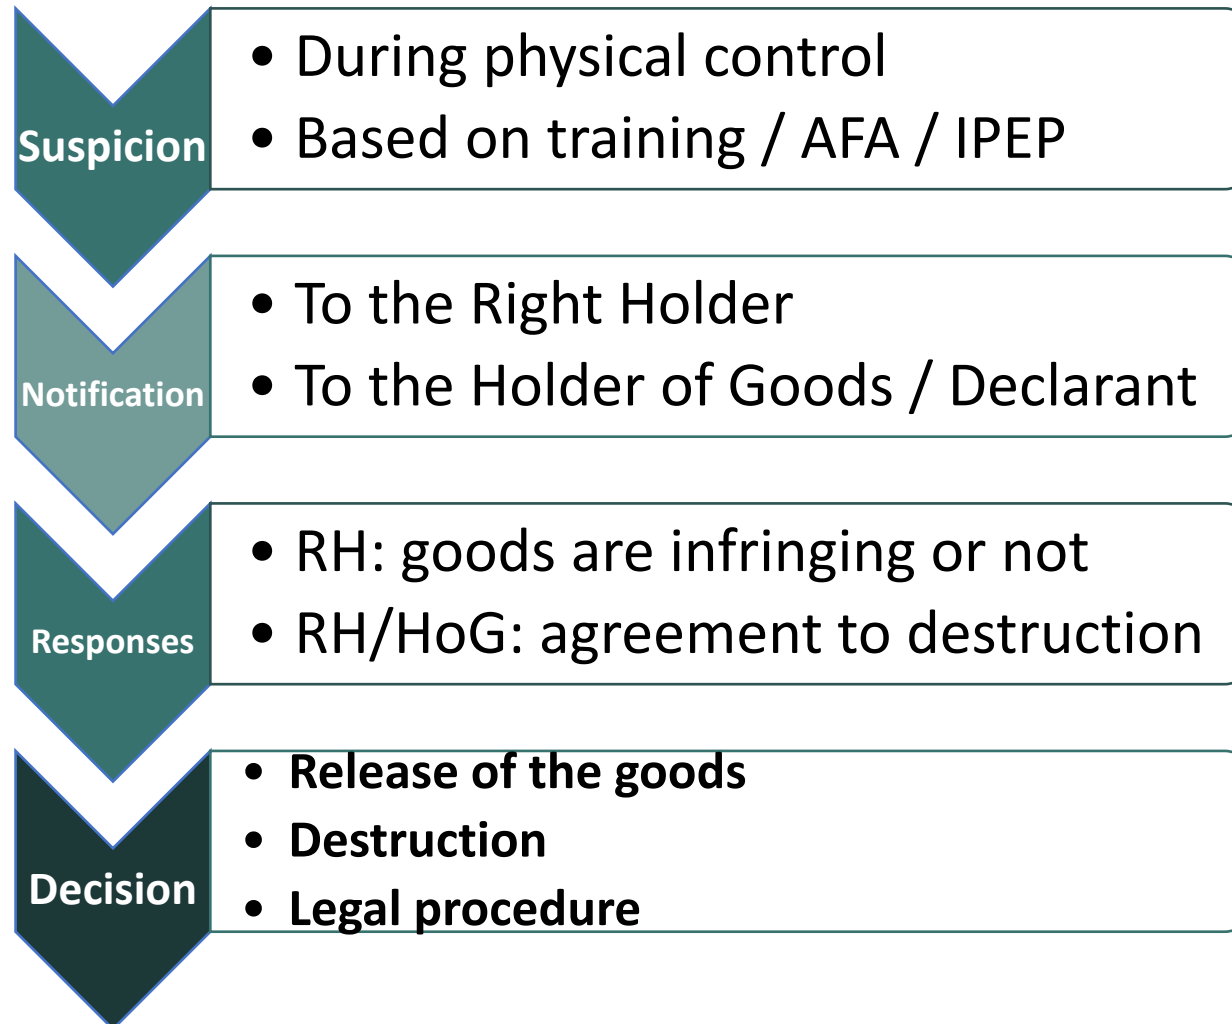 Suspicion
• During physical control
• Based on training / AFA / IPEP
Notification
• To the Right Holder
• To the Holder of Goods / Declarant
Responses
• RH: goods are infringing or not
• RH/HoG: agreement to destruction
Decision
• Release of the goods
• Destruction
• Legal procedure